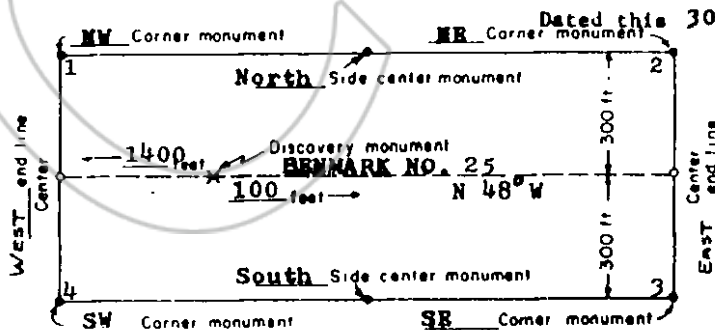 Dated this 30
NW Corner monument NE Corner monument
1 2
North Side center monument
300 ft.
1400 feet Discovery monument
DENMARK NO. 25
100 feet N 48° W
WEST end line Center
Center EAST end line
300 ft
South Side center monument
4 3
SW Corner monument SE Corner monument